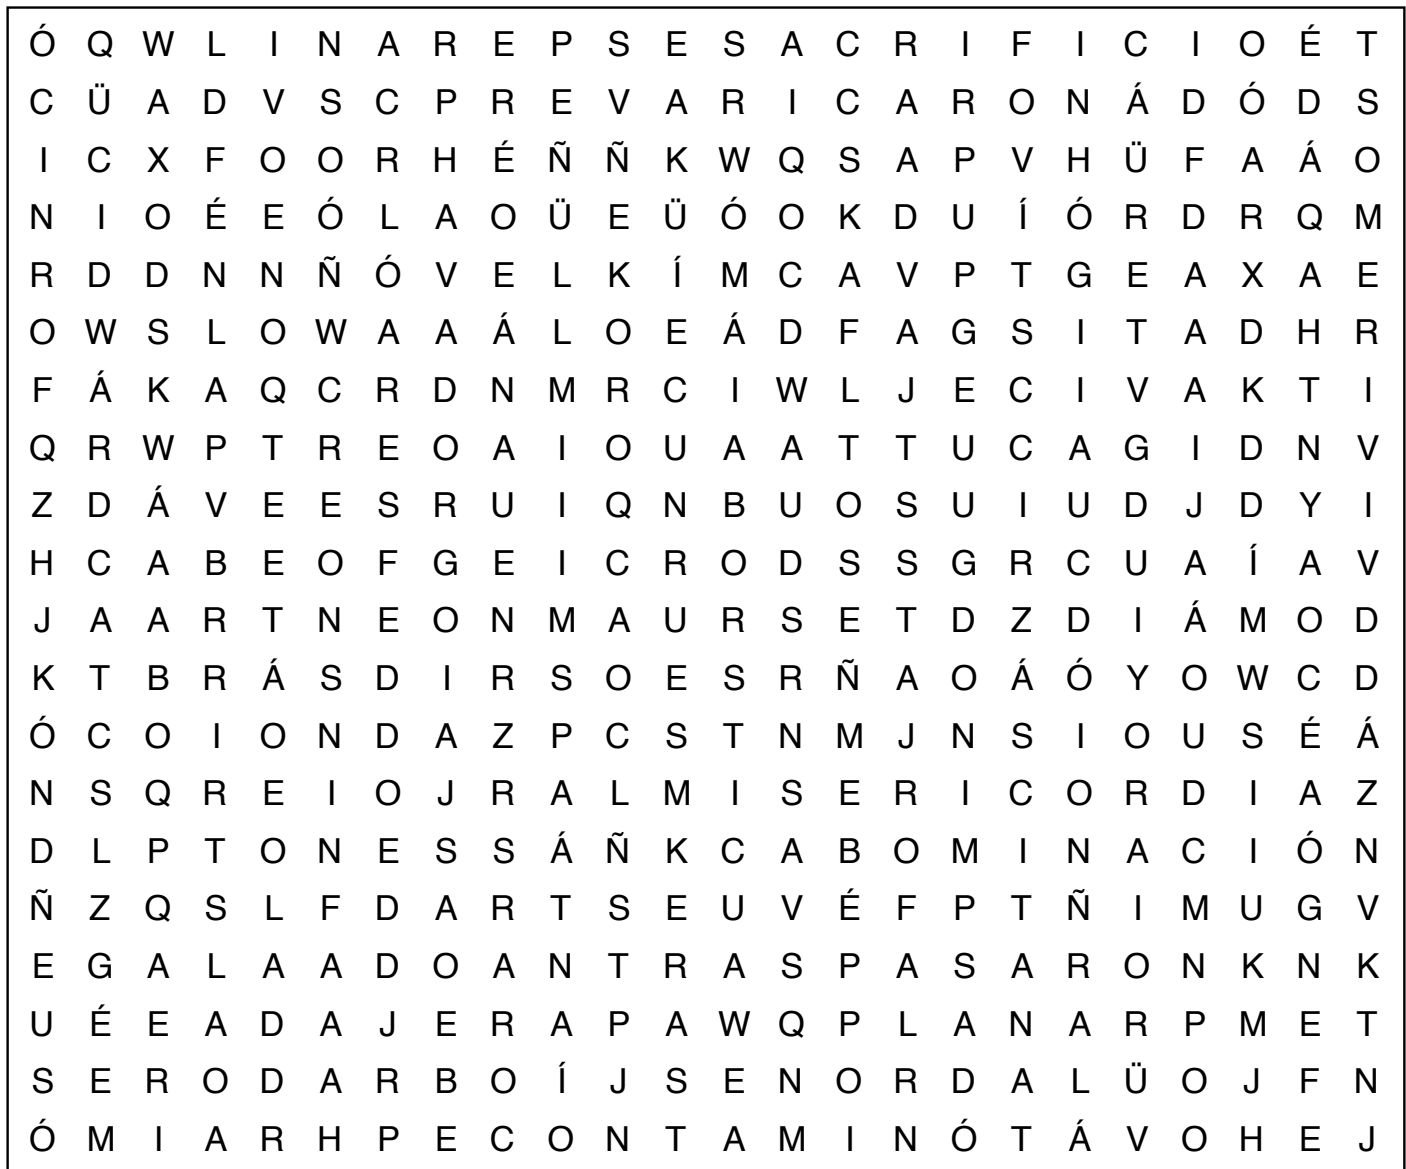 Ó Q W L I N A R E P S E S A C R I F I C I O É T
C Ü A D V S C P R E V A R I C A R O N Á D Ó D S
I C X F O O R H É Ñ Ñ K W Q S A P V H Ü F A Á O
N I O É E Ó L A O Ü E Ü Ó O K D U Í Ó R D R Q M
R D D N N Ñ Ó V E L K Í M C A V P T G E A X A E
O W S L O W A A Á L O E Á D F A G S I T A D H R
F Á K A Q C R D N M R C I W L J E C I V A K T I
Q R W P T R E O A I O U A A T T U C A G I D N V
Z D Á V E E S R U I Q N B U O S U I U D J D Y I
H C A B E O F G E I C R O D S S G R C U A Í A V
J A A R T N E O N M A U R S E T D Z D I Á M O D
K T B R Á S D I R S O E S R Ñ A O Á Ó Y O W C D
Ó C O I O N D A Z P C S T N M J N S I O U S É Á
N S Q R E I O J R A L M I S E R I C O R D I A Z
D L P T O N E S S Á Ñ K C A B O M I N A C I Ó N
Ñ Z Q S L F D A R T S E U V É F P T Ñ I M U G V
E G A L A A D O A N T R A S P A S A R O N K N K
U É E A D A J E R A P A W Q P L A N A R P M E T
S E R O D A R B O Í J S E N O R D A L Ü O J F N
Ó M I A R H P E C O N T A M I N Ó T Á V O H E J